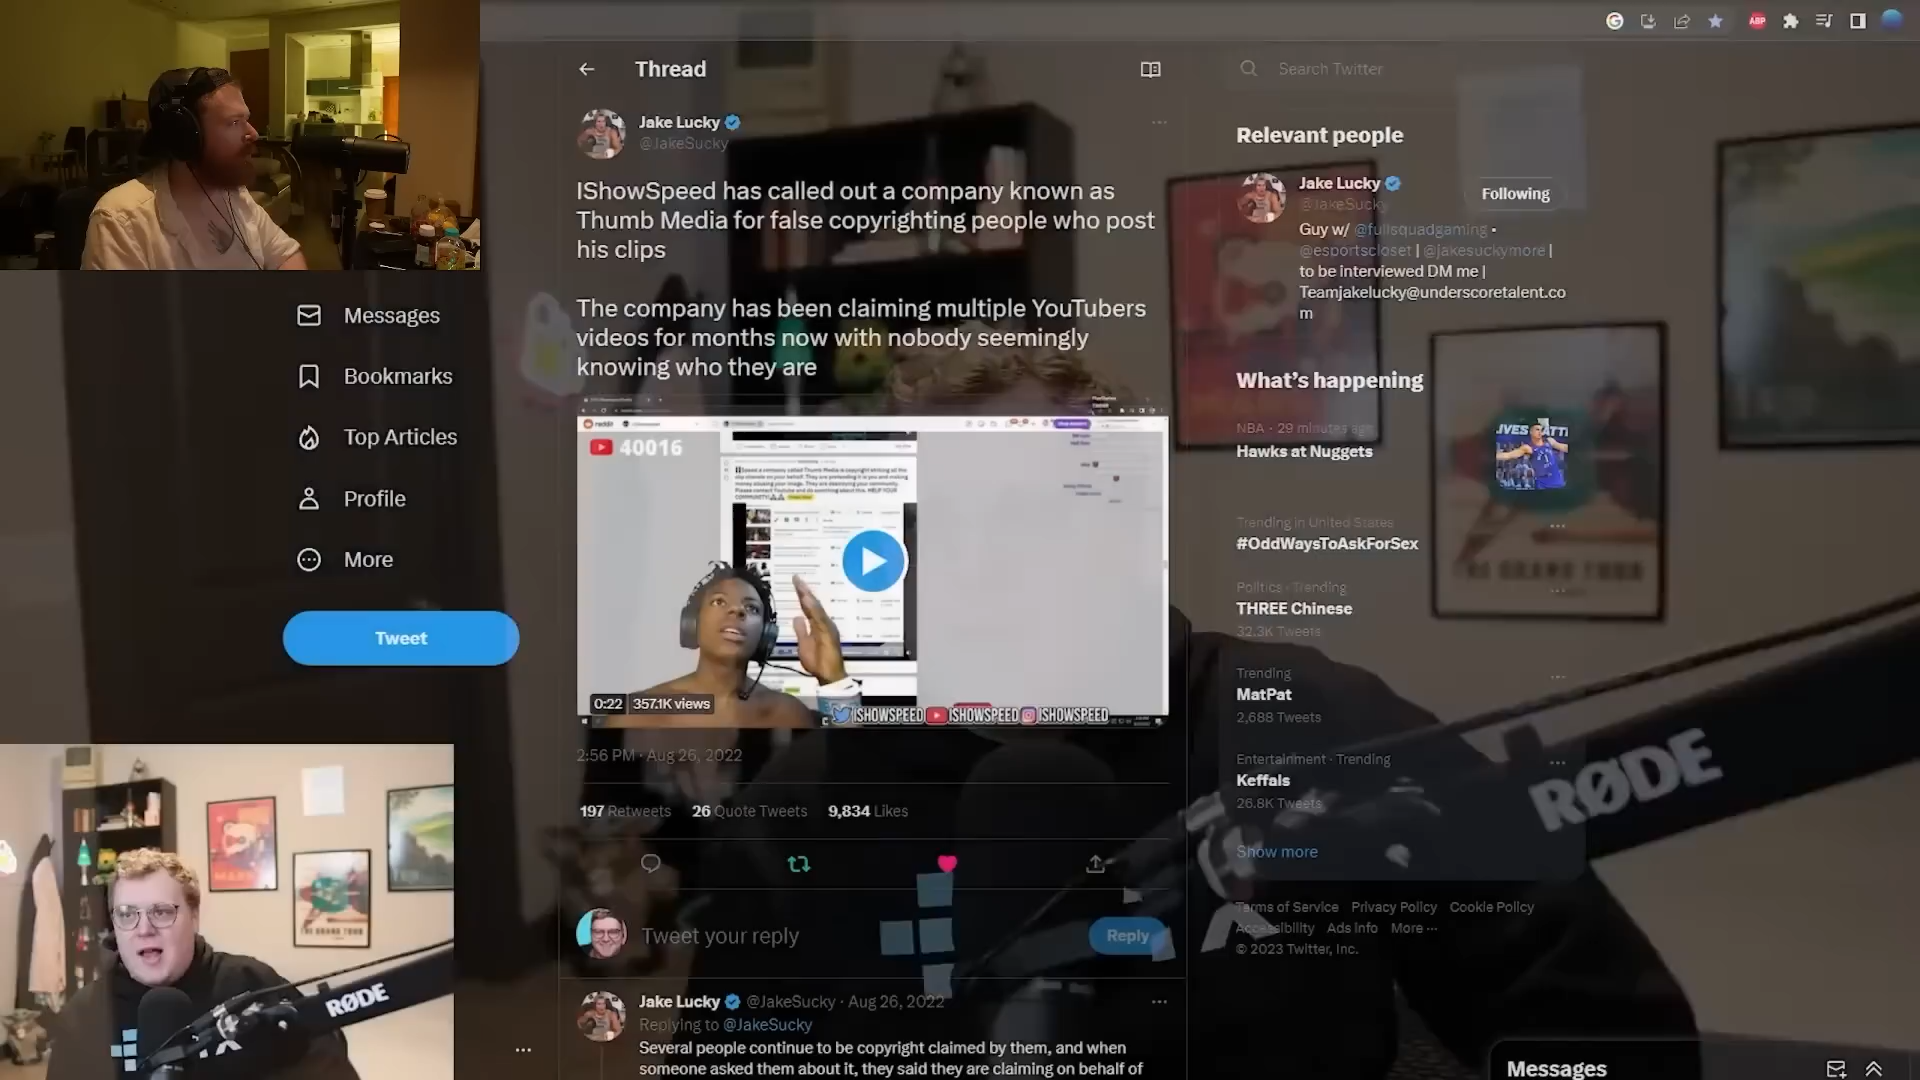 Thread
Search Twitter
Jake Lucky
@JakeSucky
IShowSpeed has called out a company known as
Thumb Media for false copyrighting people who post
his clips
The company has been claiming multiple YouTubers
videos for months now with nobody seemingly
knowing who they are
reddit
40016
0:22 357.1K views
ISHOWSPEED ISHOWSPEED ISHOWSPEED
2:56 PM · Aug 26, 2022
197 Retweets 26 Quote Tweets 9,834 Likes
Tweet your reply
Reply
Jake Lucky @JakeSucky · Aug 26, 2022
Replying to @JakeSucky
Several people continue to be copyright claimed by them, and when
someone asked them about it, they said they are claiming on behalf of
Messages
Bookmarks
Top Articles
Profile
More
Tweet
Relevant people
Jake Lucky
@JakeSucky
Following
Guy w/ @fullsquadgaming •
@esportscloset | @jakesuckymore |
to be interviewed DM me |
Teamjakelucky@underscoretalent.co
m
What's happening
NBA · 29 minutes ago
Hawks at Nuggets
Trending in United States
#OddWaysToAskForSex
Politics · Trending
THREE Chinese
32.3K Tweets
Trending
MatPat
2,688 Tweets
Entertainment · Trending
Keffals
26.8K Tweets
Show more
Terms of Service Privacy Policy Cookie Policy
Accessibility Ads info More ···
© 2023 Twitter, Inc.
Messages
ABP
THE GRAND TOUR
RØDE
THE GRAND TOUR
RØDE